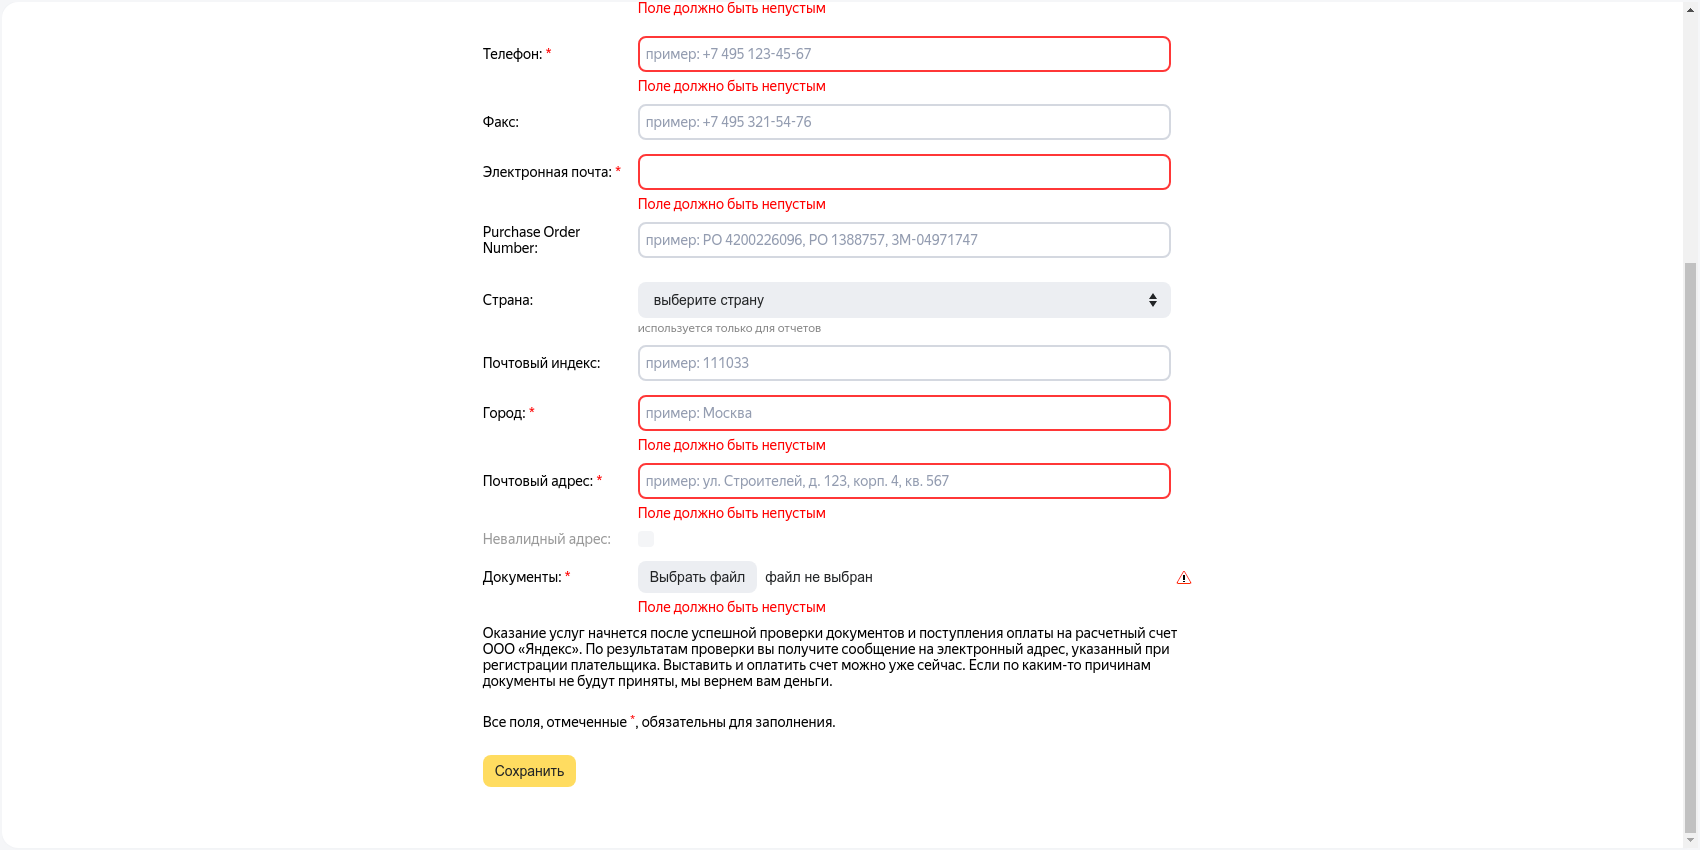 Поле должно быть непустым
Телефон: *
пример: +7 495 123-45-67
Поле должно быть непустым
Факс:
пример: +7 495 321-54-76
Электронная почта: *
Поле должно быть непустым
Purchase Order
Number:
пример: PO 4200226096, PO 1388757, ЗМ-04971747
Страна:
выберите страну
используется только для отчетов
Почтовый индекс:
пример: 111033
Город: *
пример: Москва
Поле должно быть непустым
Почтовый адрес: *
пример: ул. Строителей, д. 123, корп. 4, кв. 567
Поле должно быть непустым
Невалидный адрес:
Документы: *
Выбрать файл
файл не выбран
Поле должно быть непустым
Оказание услуг начнется после успешной проверки документов и поступления оплаты на расчетный счет
ООО «Яндекс». По результатам проверки вы получите сообщение на электронный адрес, указанный при
регистрации плательщика. Выставить и оплатить счет можно уже сейчас. Если по каким-то причинам
документы не будут приняты, мы вернем вам деньги.
Все поля, отмеченные *, обязательны для заполнения.
Сохранить